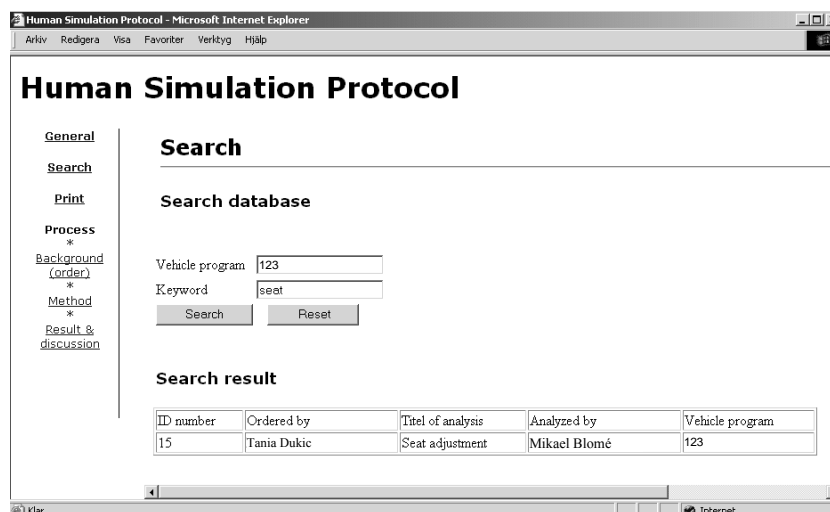 Human Simulation Protocol - Microsoft Internet Explorer
Arkiv Redigera Visa Favoriter Verktyg Hjälp
Human Simulation Protocol
General
Search
Print
Process
*
Background
(order)
*
Method
*
Result &
discussion
Search
Search database
Vehicle program 123
Keyword seat
Search Reset
Search result
ID number Ordered by Titel of analysis Analyzed by Vehicle program
15 Tania Dukic Seat adjustment Mikael Blomé 123
Klar Internet